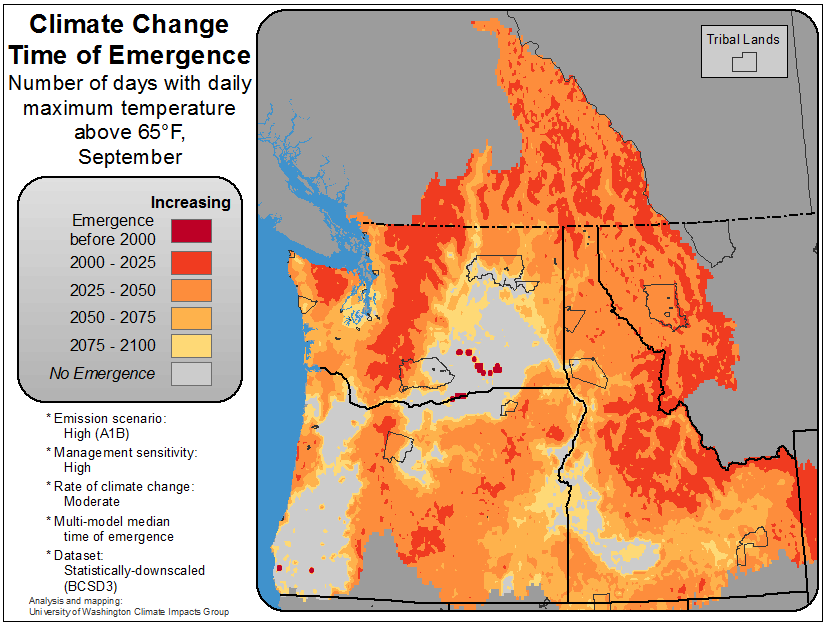 Climate Change
Time of Emergence
Number of days with daily
maximum temperature
above 65°F,
September
Increasing
Emergence
before 2000
2000 - 2025
2025 - 2050
2050 - 2075
2075 - 2100
No Emergence
* Emission scenario:
High (A1B)
* Management sensitivity:
High
* Rate of climate change:
Moderate
* Multi-model median
time of emergence
* Dataset:
Statistically-downscaled
(BCSD3)
Analysis and mapping:
University of Washington Climate Impacts Group
Tribal Lands